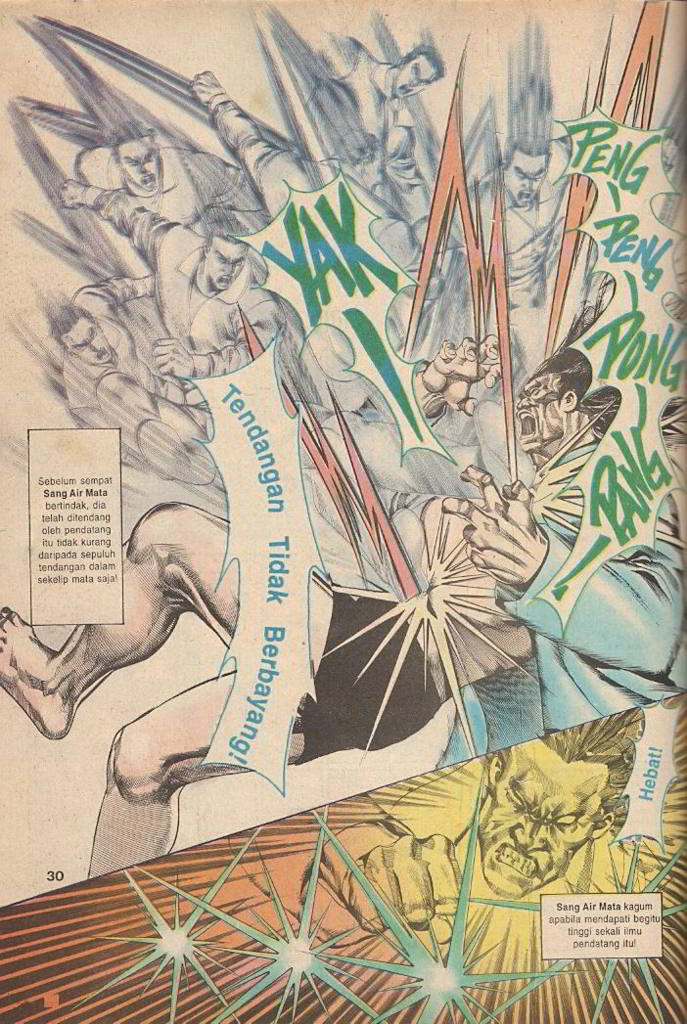 PENG
PENG
PONG
PANG
!
YAK
!
Tendangan Tidak Berbayang!
Sebelum sempat
Sang Air Mata
bertindak, dia
telah ditendang
oleh pendatang
itu tidak kurang
daripada sepuluh
tendangan dalam
sekelip mata saja!
Hebat!
30
Sang Air Mata kagum
apabila mendapati begitu
tinggi sekali ilmu
pendatang itu!